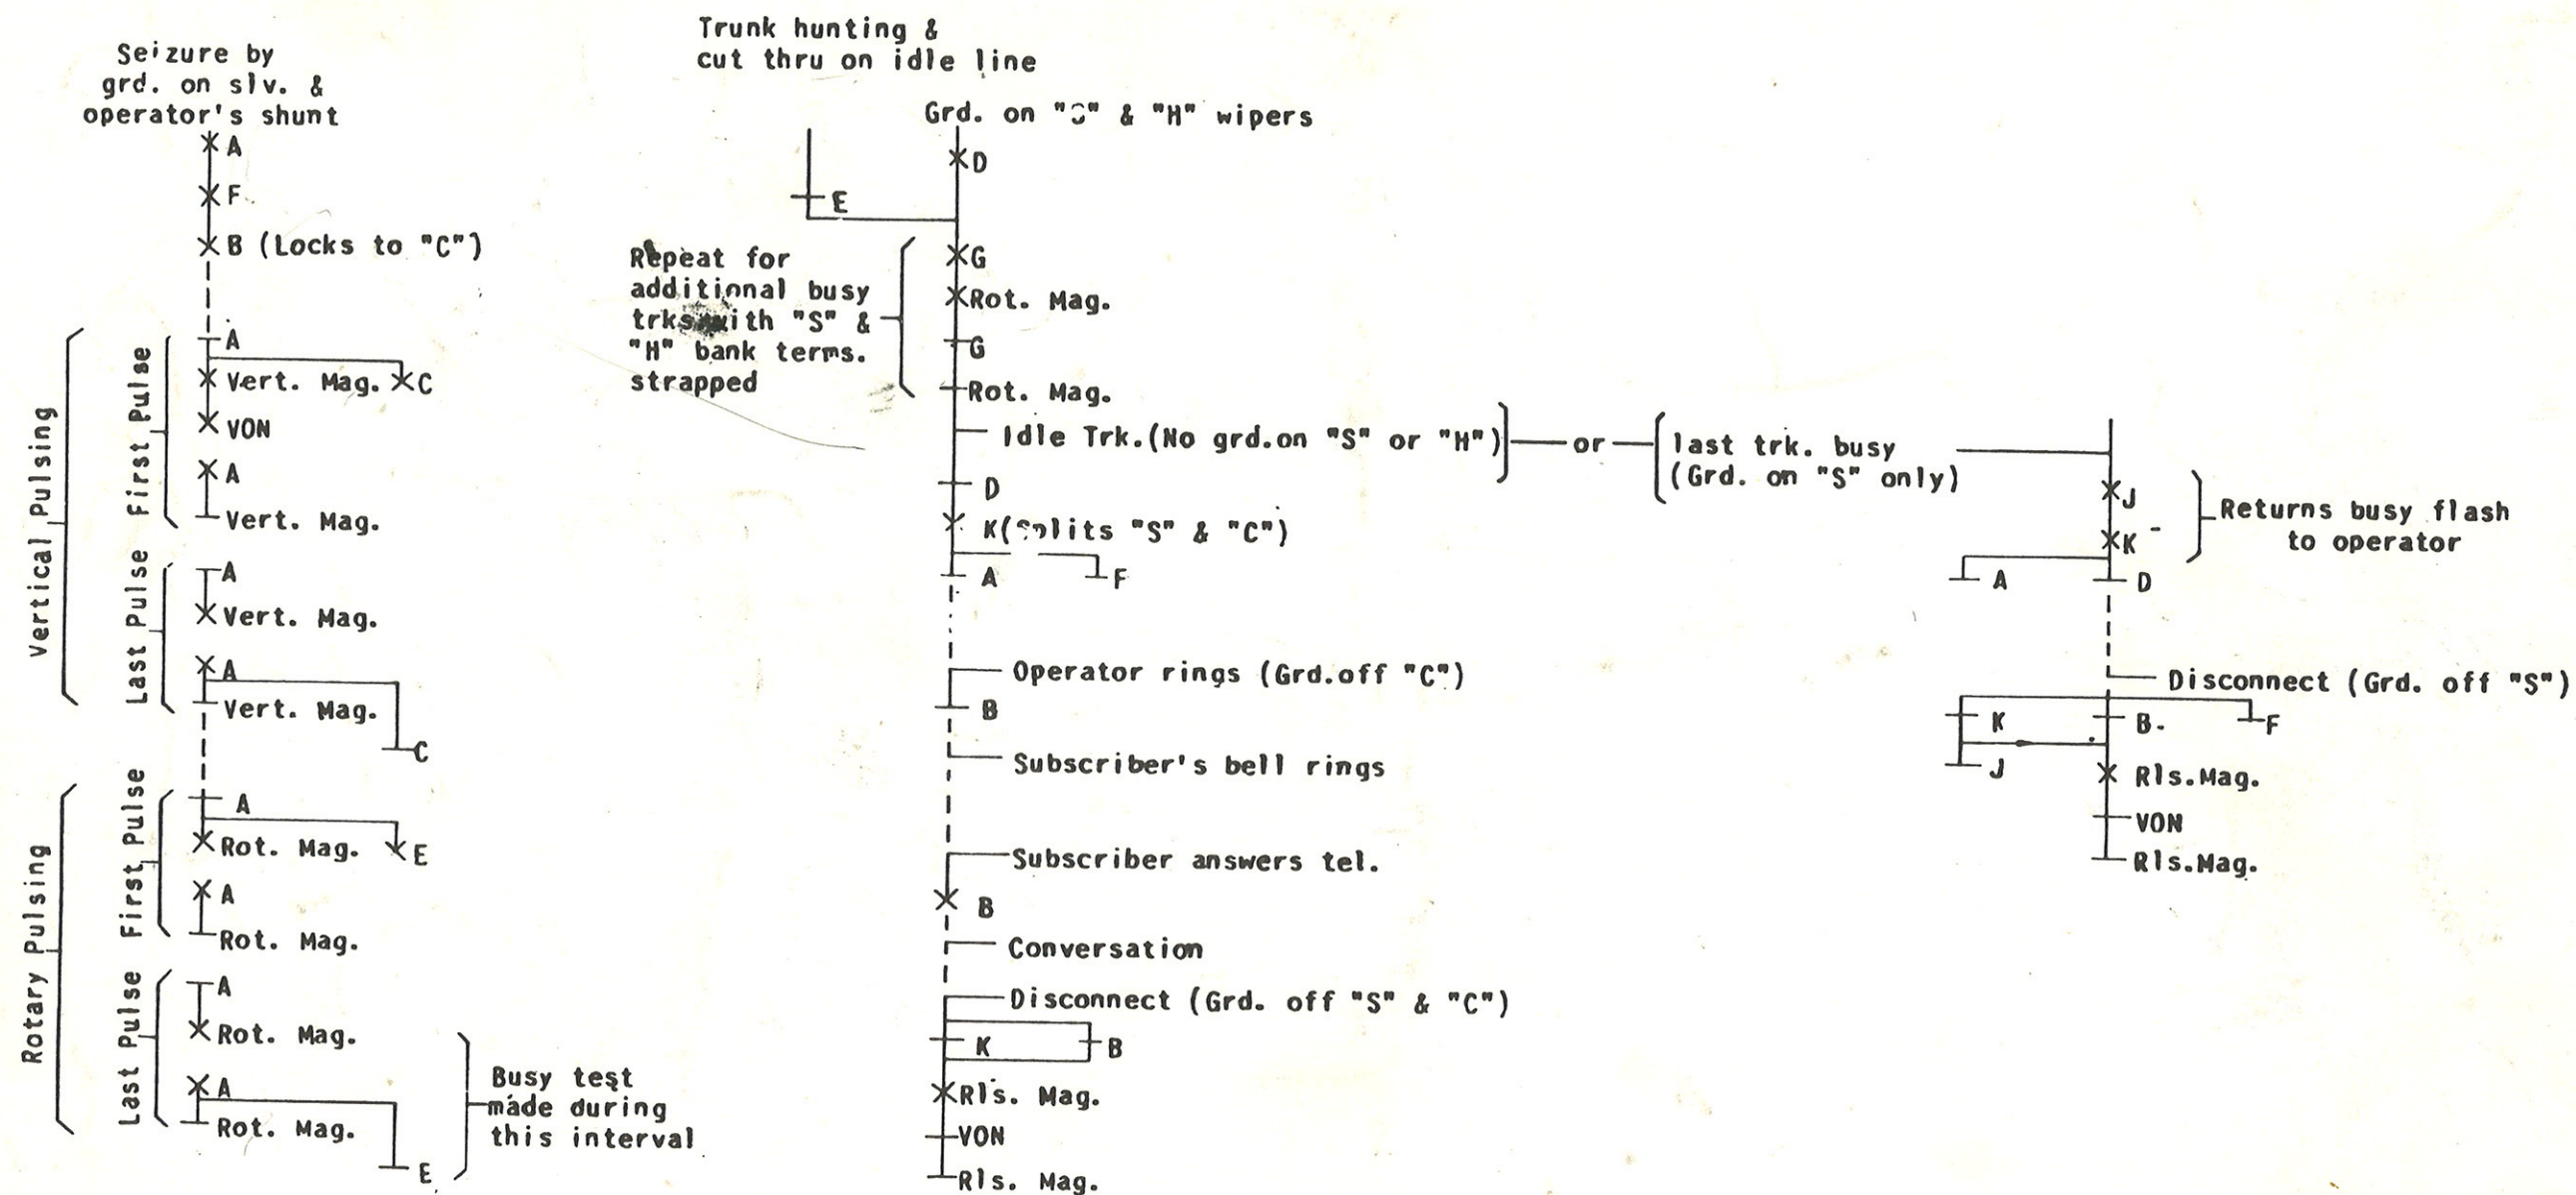 Seizure by
grd. on slv. &
operator's shunt
A
F
B (Locks to "C")
Vertical Pulsing
First Pulse
A
Vert. Mag.
C
VON
A
Vert. Mag.
Last Pulse
A
Vert. Mag.
A
Vert. Mag.
C
Rotary Pulsing
First Pulse
A
Rot. Mag.
E
A
Rot. Mag.
Last Pulse
A
Rot. Mag.
A
Rot. Mag.
E
Busy test
made during
this interval
Trunk hunting &
cut thru on idle line
Grd. on "S" & "H" wipers
D
E
Repeat for
additional busy
trks with "S" &
"H" bank terms.
strapped
G
Rot. Mag.
G
Rot. Mag.
Idle Trk.(No grd.on "S" or "H")
or
last trk. busy
(Grd. on "S" only)
D
K(Splits "S" & "C")
A
F
Operator rings (Grd.off "C")
B
Subscriber's bell rings
Subscriber answers tel.
B
Conversation
Disconnect (Grd. off "S" & "C")
K
B
Rls. Mag.
VON
Rls. Mag.
J
K
Returns busy flash
to operator
A
D
Disconnect (Grd. off "S")
K
B.
F
J
Rls.Mag.
VON
Rls.Mag.